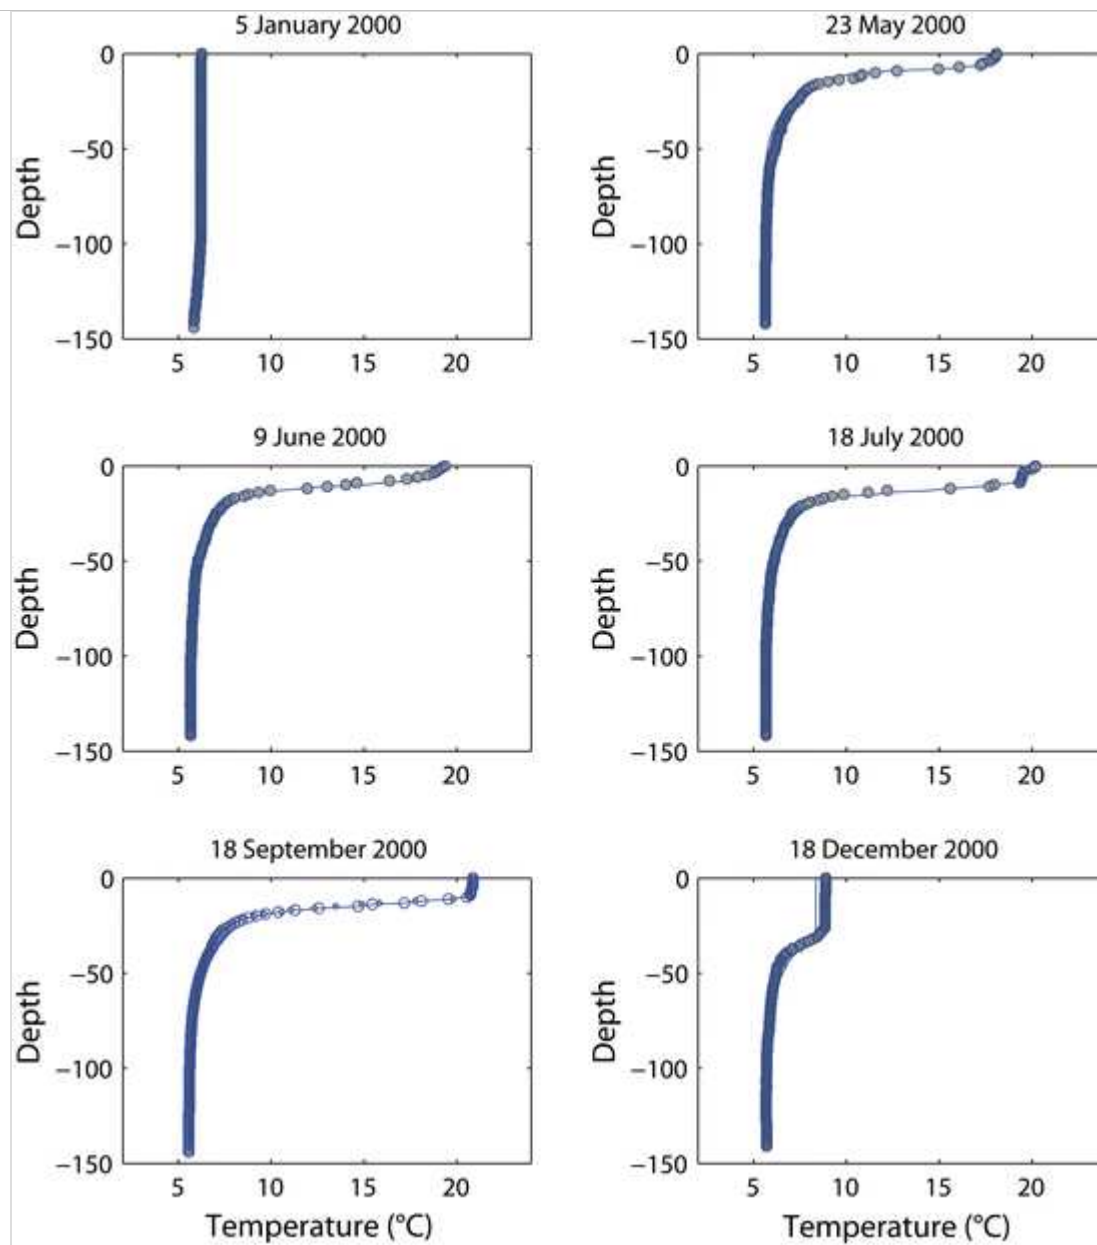 5 January 2000
23 May 2000
0
−50
−100
−150
Depth
5 10 15 20
0
−50
−100
−150
Depth
5 10 15 20
9 June 2000
18 July 2000
0
−50
−100
−150
Depth
5 10 15 20
0
−50
−100
−150
Depth
5 10 15 20
18 September 2000
18 December 2000
0
−50
−100
−150
Depth
5 10 15 20
Temperature (°C)
0
−50
−100
−150
Depth
5 10 15 20
Temperature (°C)